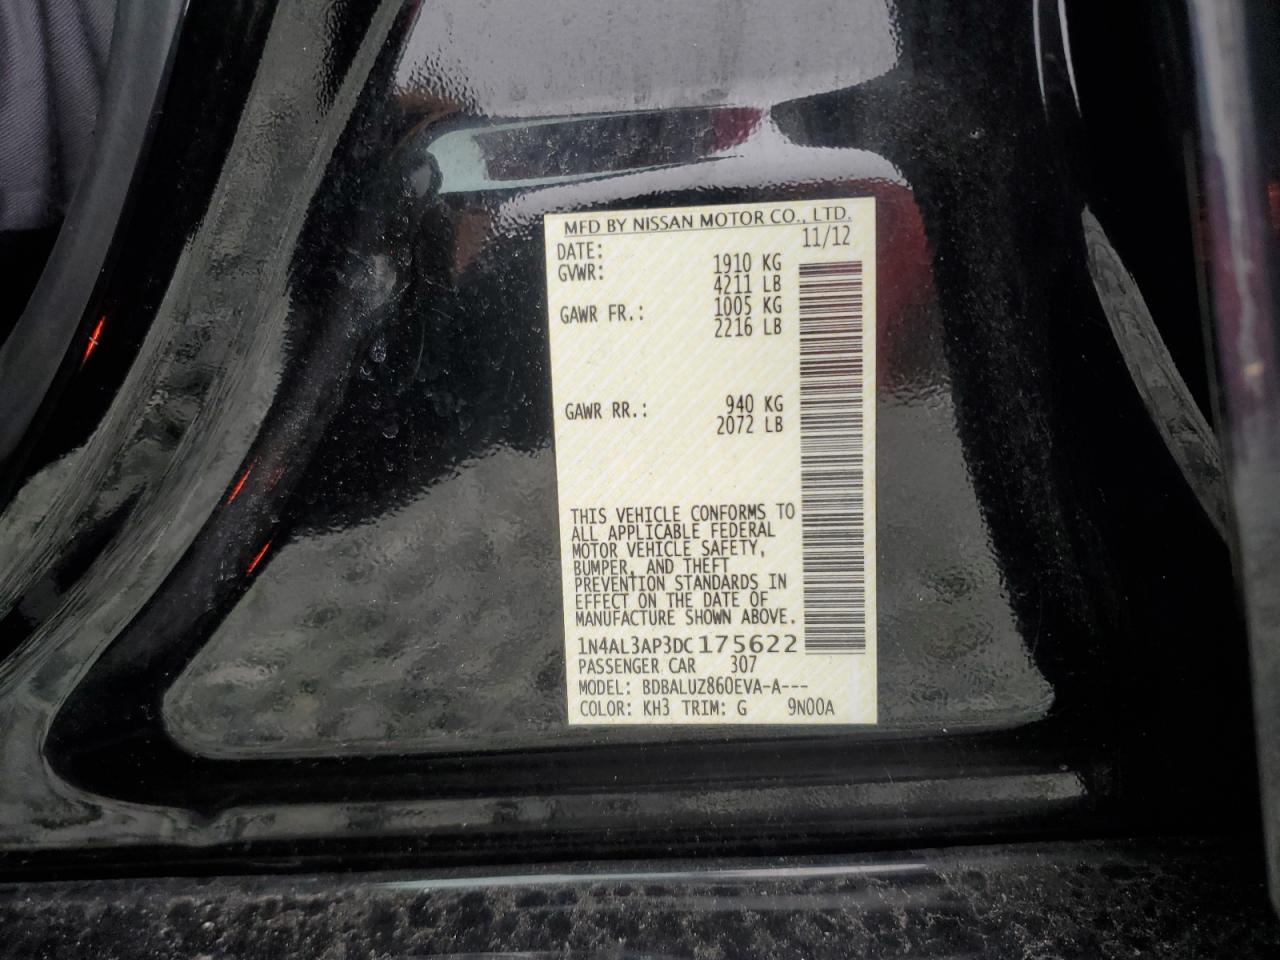 MFD BY NISSAN MOTOR CO., LTD.
DATE: 11/12
GVWR: 1910 KG
4211 LB
GAWR FR.: 1005 KG
2216 LB
GAWR RR.: 940 KG
2072 LB
THIS VEHICLE CONFORMS TO
ALL APPLICABLE FEDERAL
MOTOR VEHICLE SAFETY,
BUMPER, AND THEFT
PREVENTION STANDARDS IN
EFFECT ON THE DATE OF
MANUFACTURE SHOWN ABOVE.
1N4AL3AP3DC175622
PASSENGER CAR 307
MODEL: BDBALUZ860EVA-A---
COLOR: KH3 TRIM: G 9N00A